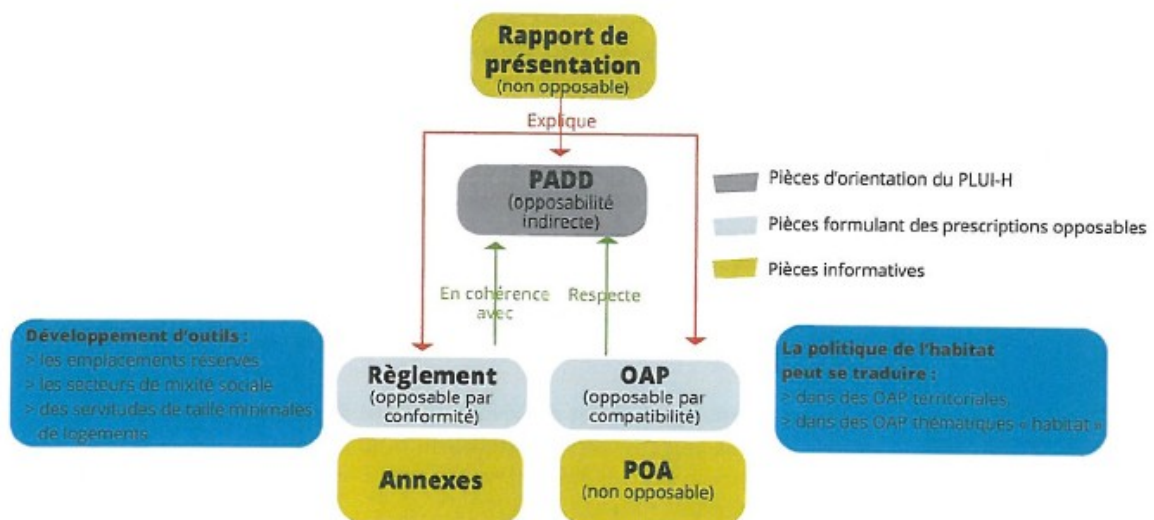 Rapport de
présentation
(non opposable)
Explique
PADD
(opposabilité
indirecte)
Pièces d'orientation du PLUI-H
Pièces formulant des prescriptions opposables
Pièces informatives
En cohérence
avec
Respecte
Développement d'outils :
> les emplacements réservés
> les secteurs de mixité sociale
> des servitudes de taille minimales
de logements
Règlement
(opposable par
conformité)
OAP
(opposable par
compatibilité)
La politique de l'habitat
peut se traduire :
> dans des OAP territoriales
> dans des OAP thématiques « habitat »
Annexes
POA
(non opposable)